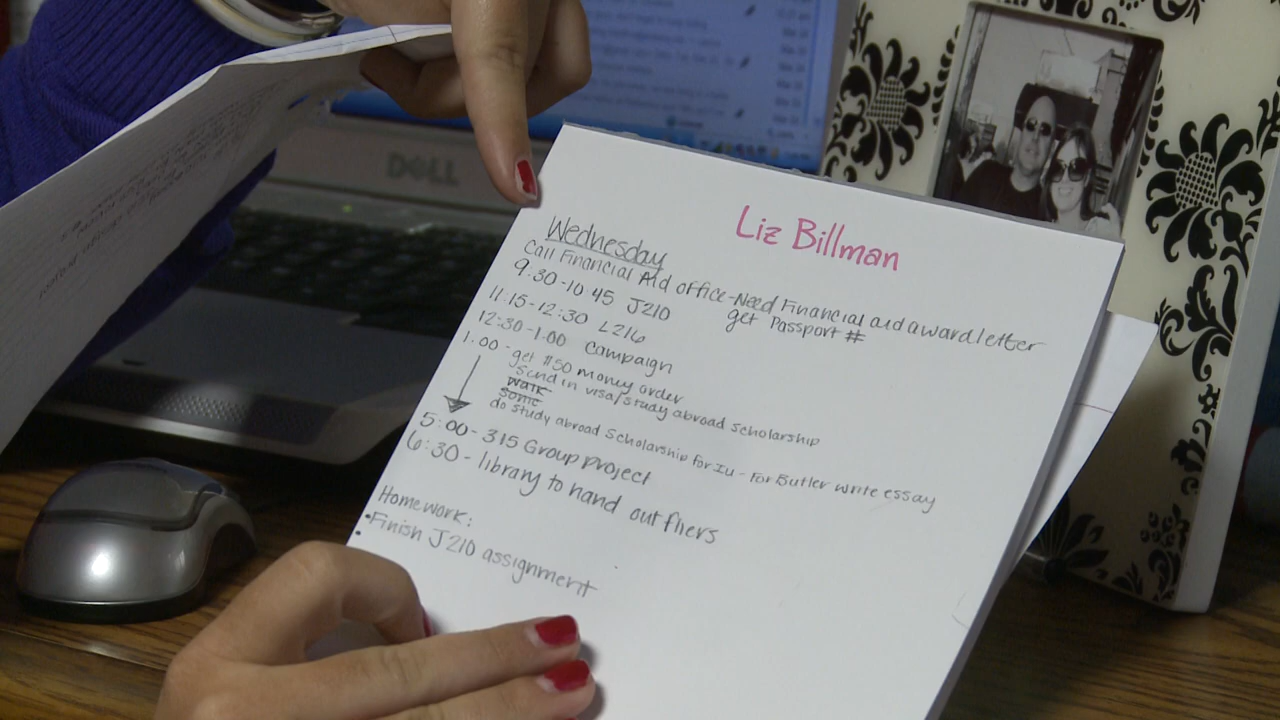 DELL
Liz Billman
Wednesday
Call Financial Aid office-Need Financial aid award letter
get Passport #
9:30-10 45 J210
11:15-12:30 L216
12:30-1:00 Campaign
1:00 - get $50 money order
send in visa/study abroad scholarship
walk
sonic
do study abroad scholarship for IU - for Butler write essay
5:00-315 Group project
6:30- library to hand out fliers
Homework:
•Finish J210 assignment
•